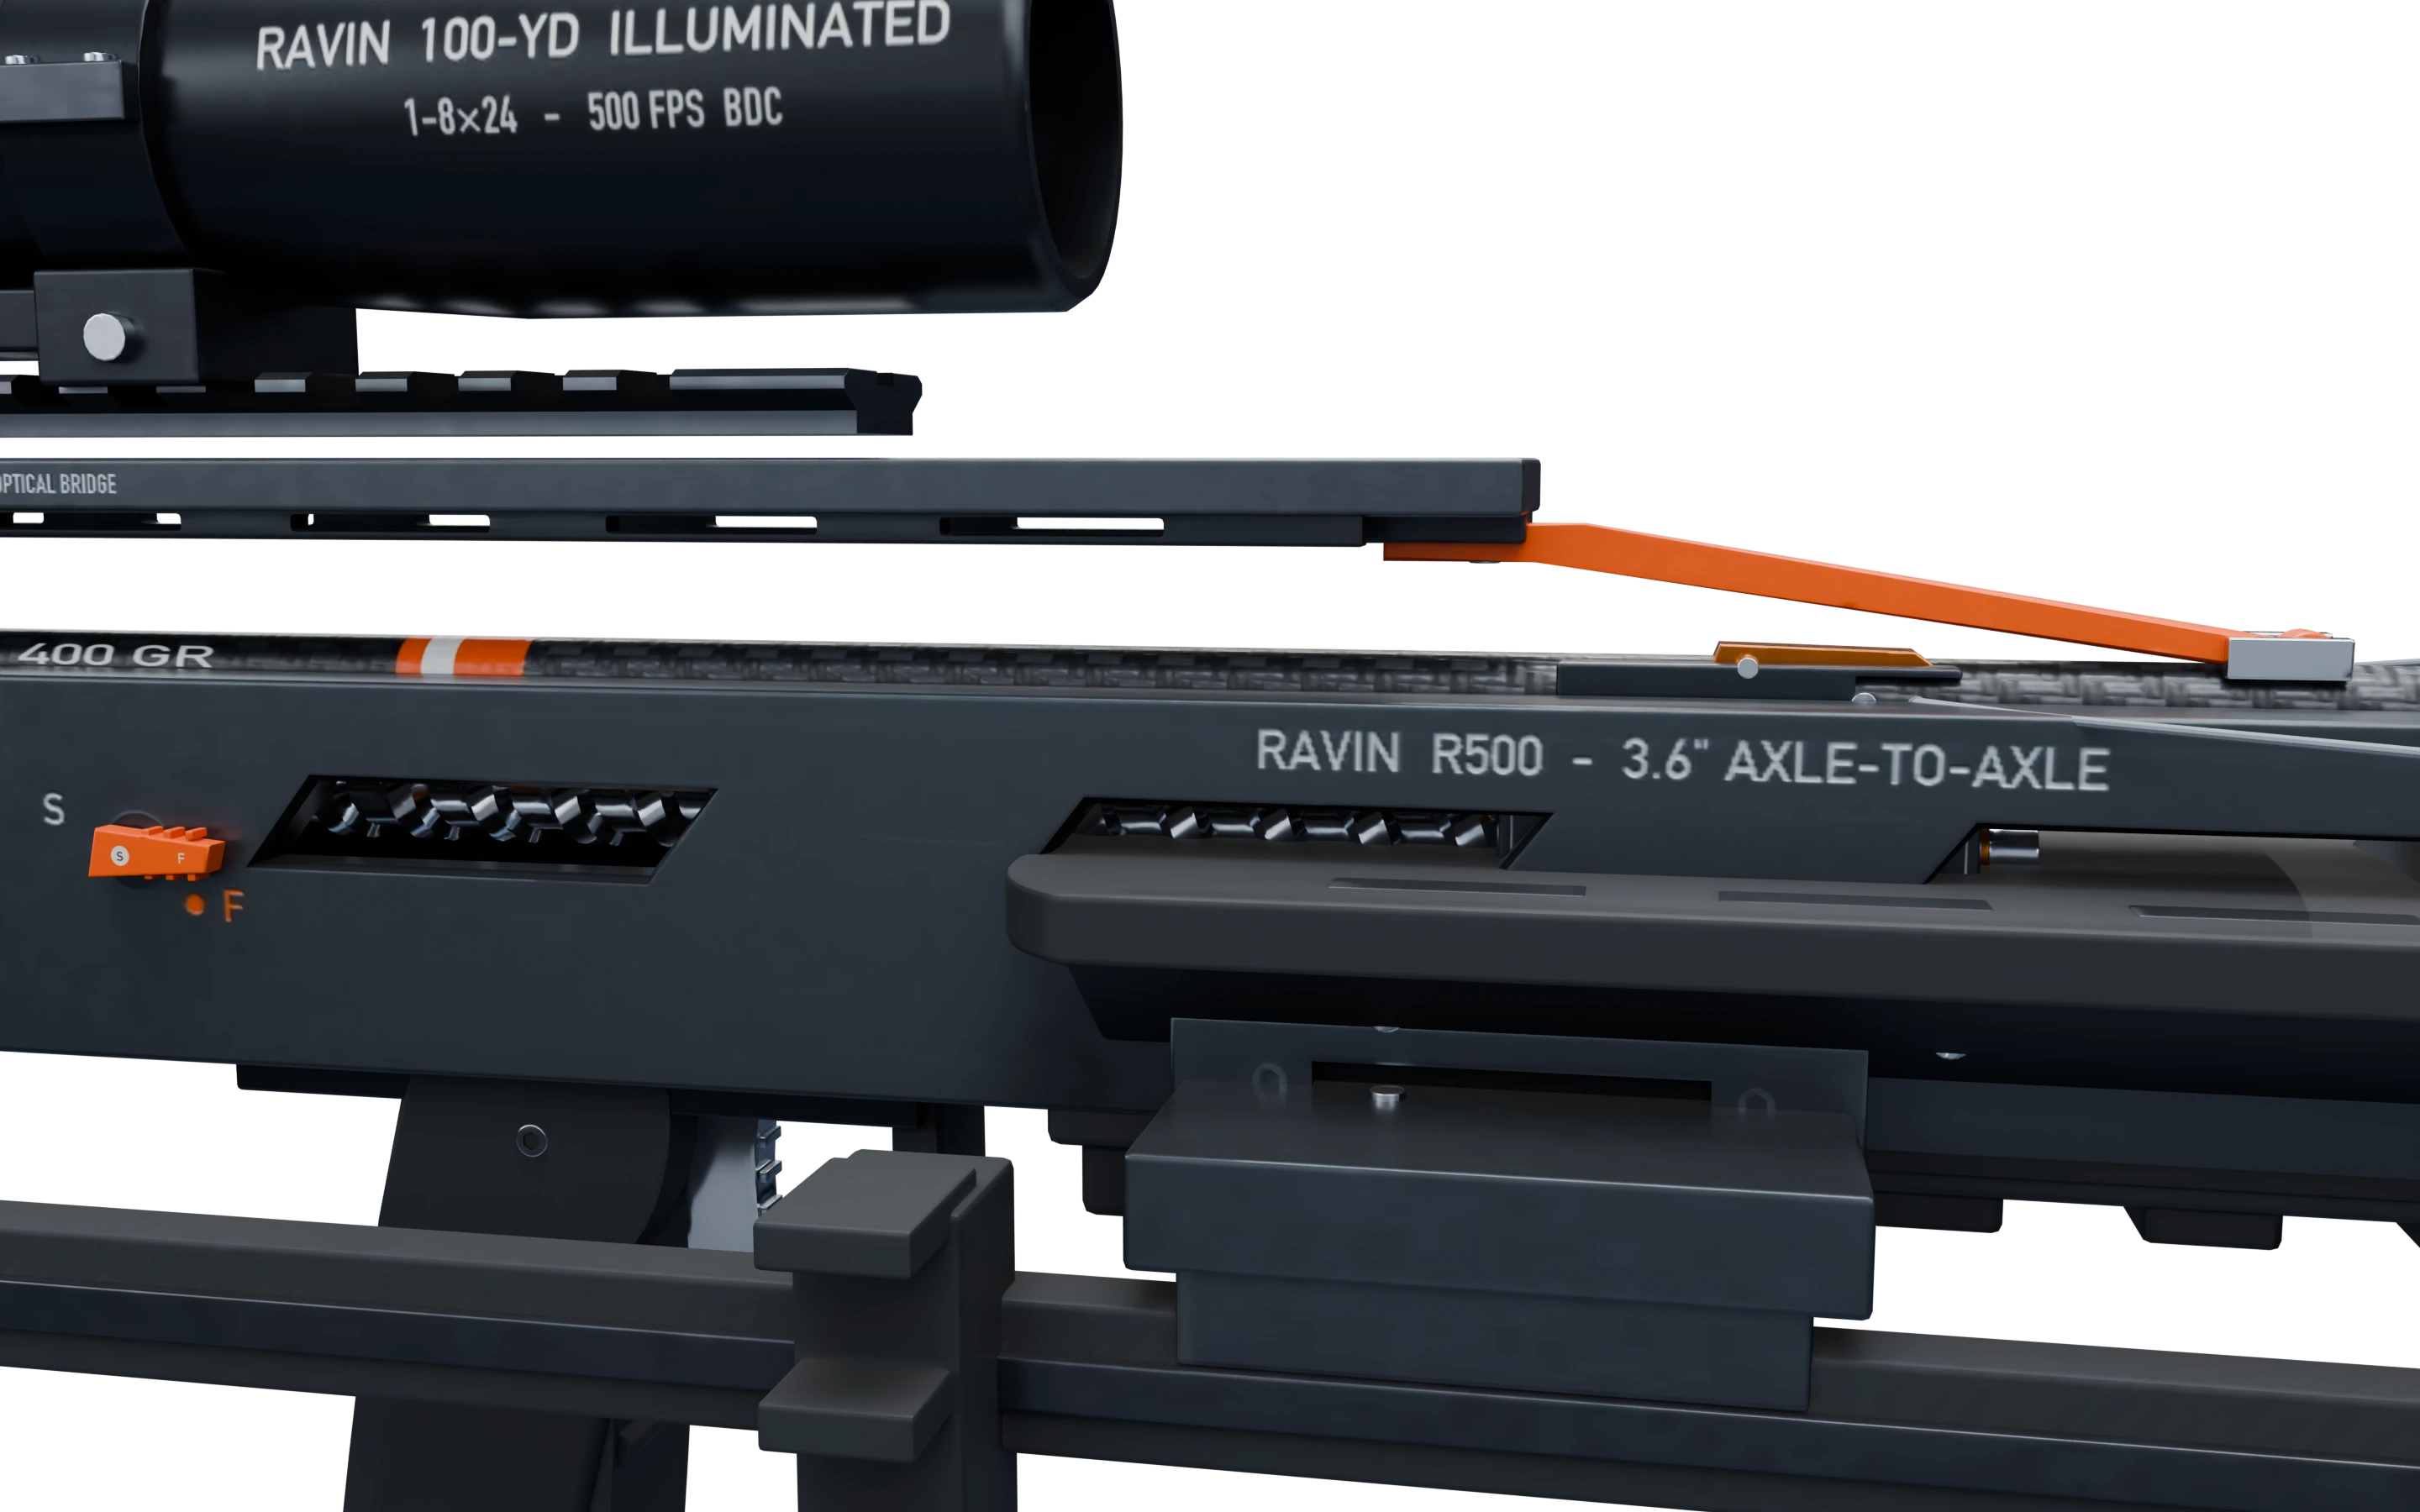 RAVIN 100-YD ILLUMINATED
1-8×24 - 500 FPS BDC
OPTICAL BRIDGE
400 GR
RAVIN R500 - 3.6" AXLE-TO-AXLE
S
S F
F